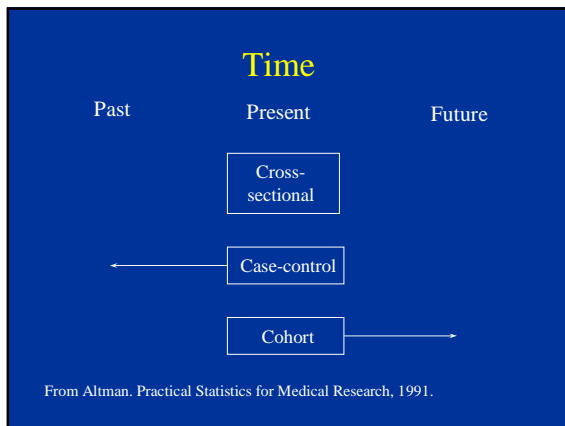 Time
Past Present Future
Cross-
sectional
Case-control
Cohort
From Altman. Practical Statistics for Medical Research, 1991.